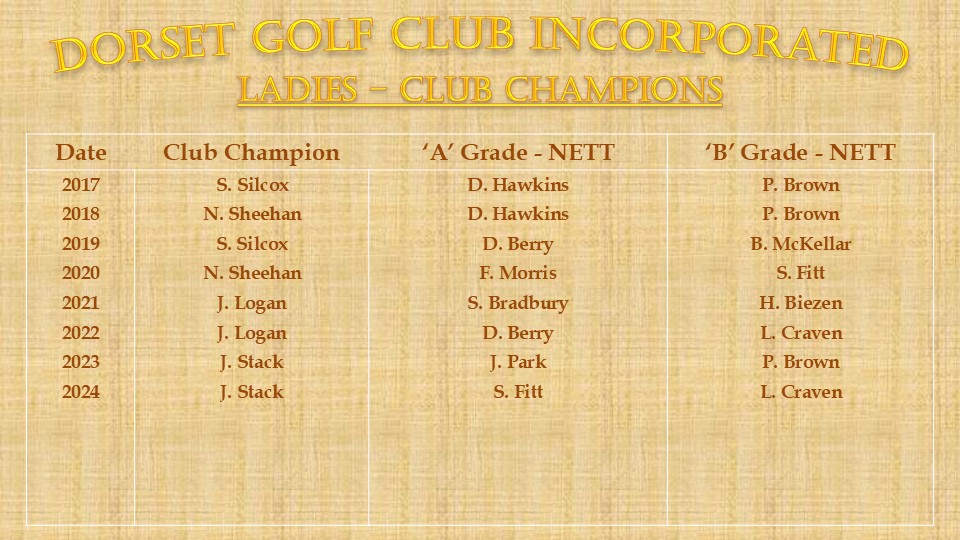 DORSET GOLF CLUB INCORPORATED
LADIES – CLUB CHAMPIONS
Date Club Champion ‘A’ Grade - NETT ‘B’ Grade - NETT
2017 S. Silcox D. Hawkins P. Brown
2018 N. Sheehan D. Hawkins P. Brown
2019 S. Silcox D. Berry B. McKellar
2020 N. Sheehan F. Morris S. Fitt
2021 J. Logan S. Bradbury H. Biezen
2022 J. Logan D. Berry L. Craven
2023 J. Stack J. Park P. Brown
2024 J. Stack S. Fitt L. Craven